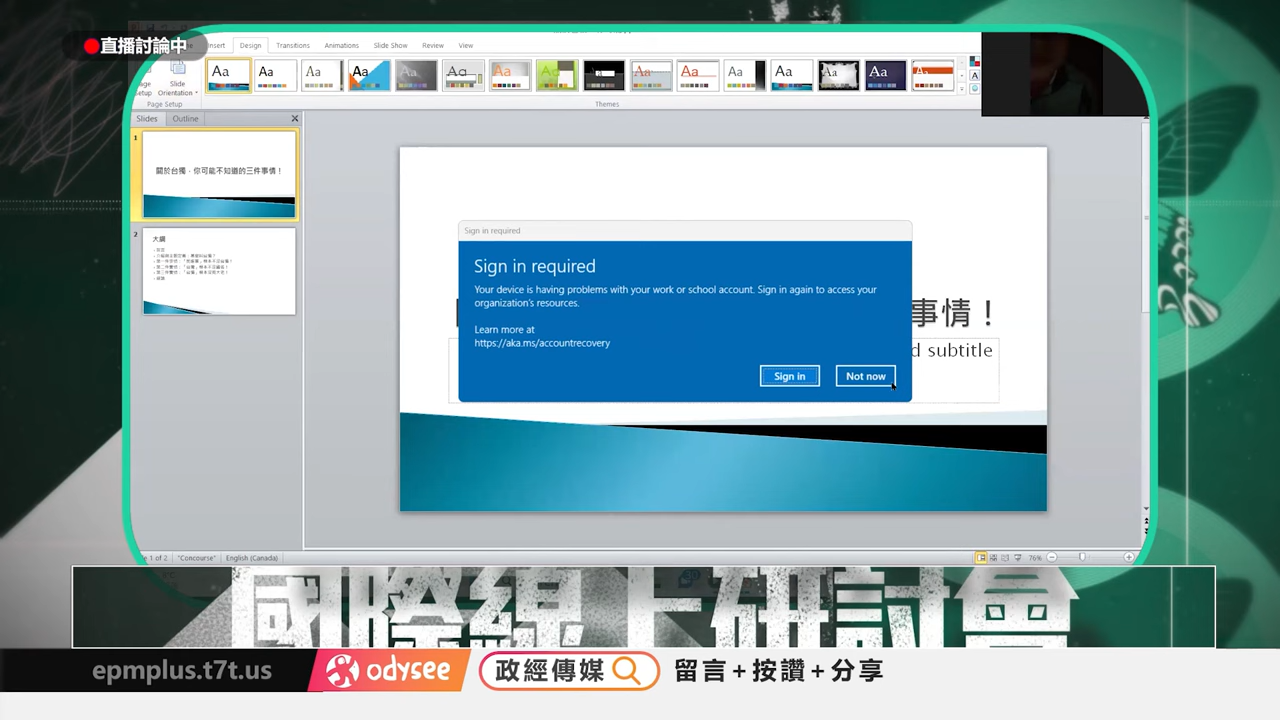 直播討論中
Insert
Design
Transitions
Animations
Slide Show
Review
View
Slide
Orientation
Page Setup
Themes
Slides
Outline
1
關於台獨，你可能不知道的三件事情！
2
大綱
Sign in required
Sign in required
Your device is having problems with your work or school account. Sign in again to access your
organization's resources.
Learn more at
https://aka.ms/accountrecovery
Sign in
Not now
事情！
d subtitle
1 of 2
"Concourse"
English (Canada)
76%
國際線上研討會
epmplus.t7t.us
odysee
政經傳媒
留言+按讚+分享